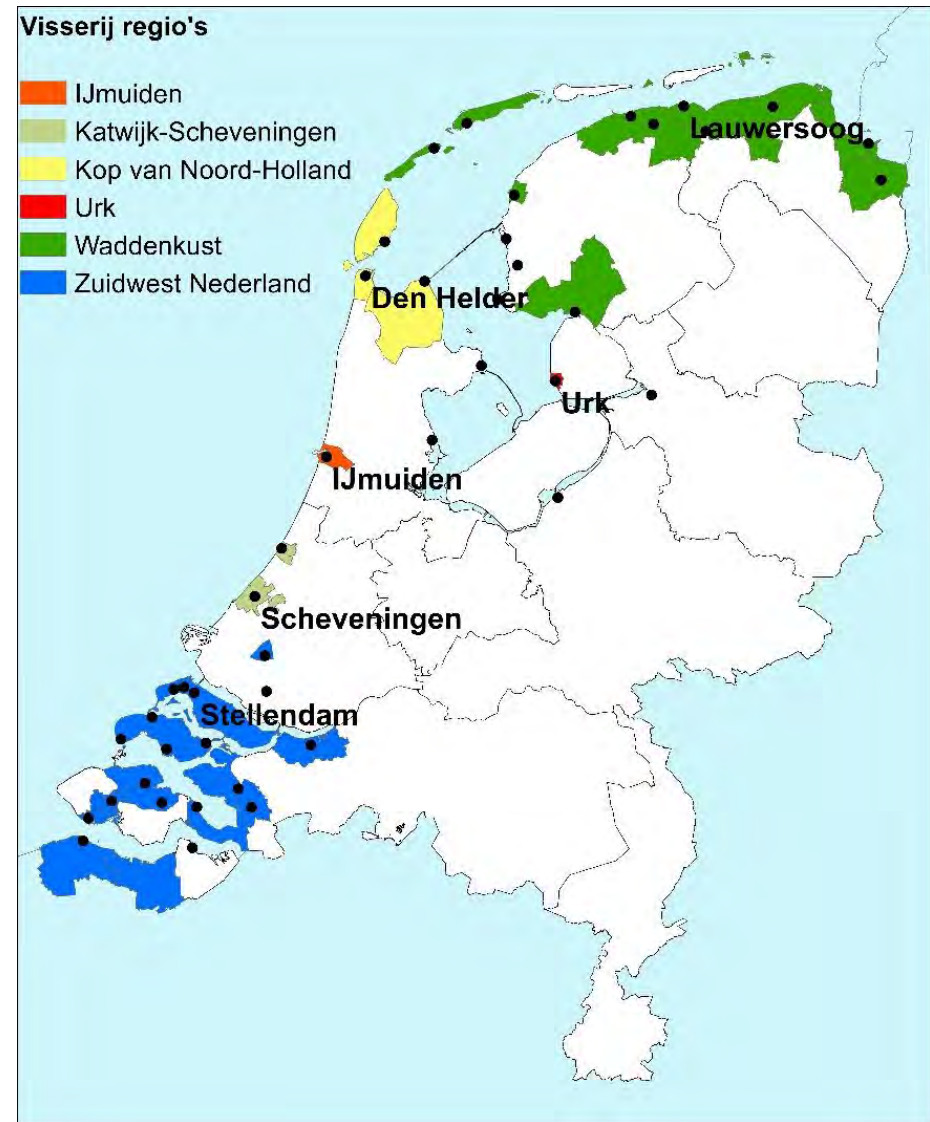 Visserij regio's
IJmuiden
Katwijk-Scheveningen
Kop van Noord-Holland
Urk
Waddenkust
Zuidwest Nederland
Lauwersoog
Den Helder
Urk
IJmuiden
Scheveningen
Stellendam